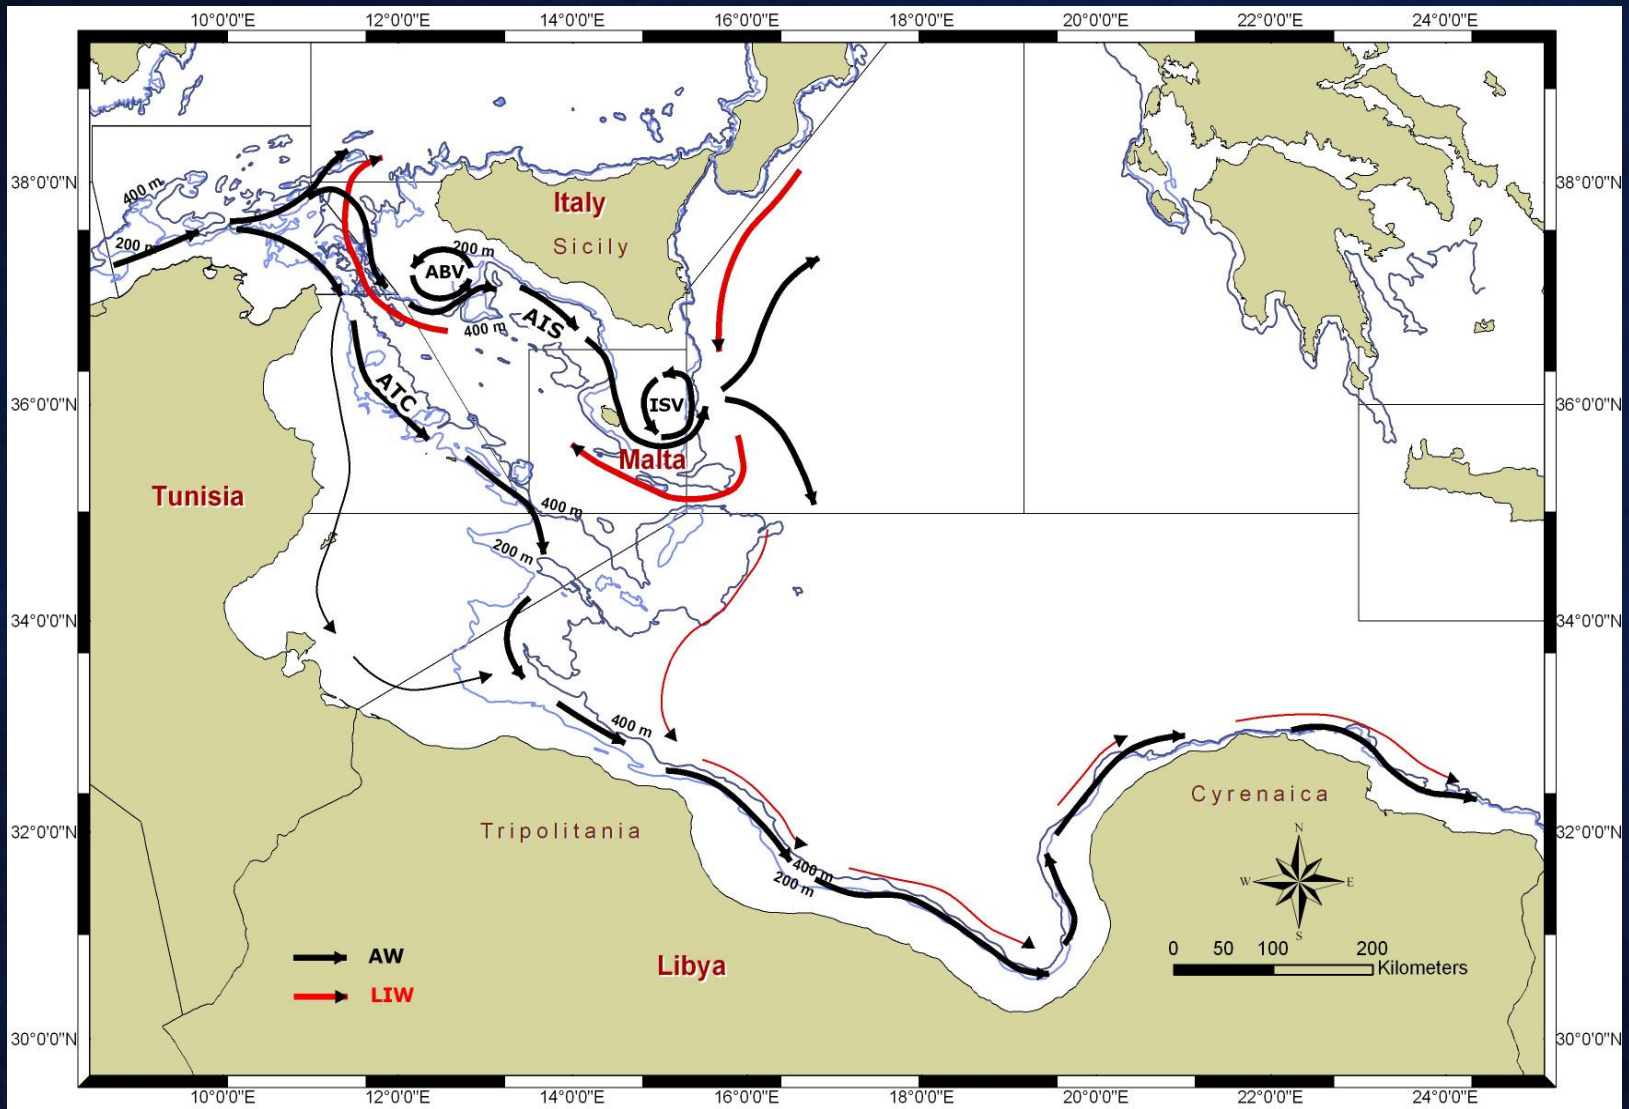 10°0'0"E 12°0'0"E 14°0'0"E 16°0'0"E 18°0'0"E 20°0'0"E 22°0'0"E 24°0'0"E
38°0'0"N
38°0'0"N
400 m
Italy
Sicily
200 m
200 m
ABV
400 m
AIS
ATC
36°0'0"N
ISV
36°0'0"N
Malta
Tunisia
400 m
200 m
34°0'0"N
34°0'0"N
400 m
Cyrenaica
Tripolitania
32°0'0"N
32°0'0"N
400 m
200 m
N
W
E
S
AW
Libya
0 50 100 200
Kilometers
LIW
30°0'0"N
30°0'0"N
10°0'0"E 12°0'0"E 14°0'0"E 16°0'0"E 18°0'0"E 20°0'0"E 22°0'0"E 24°0'0"E